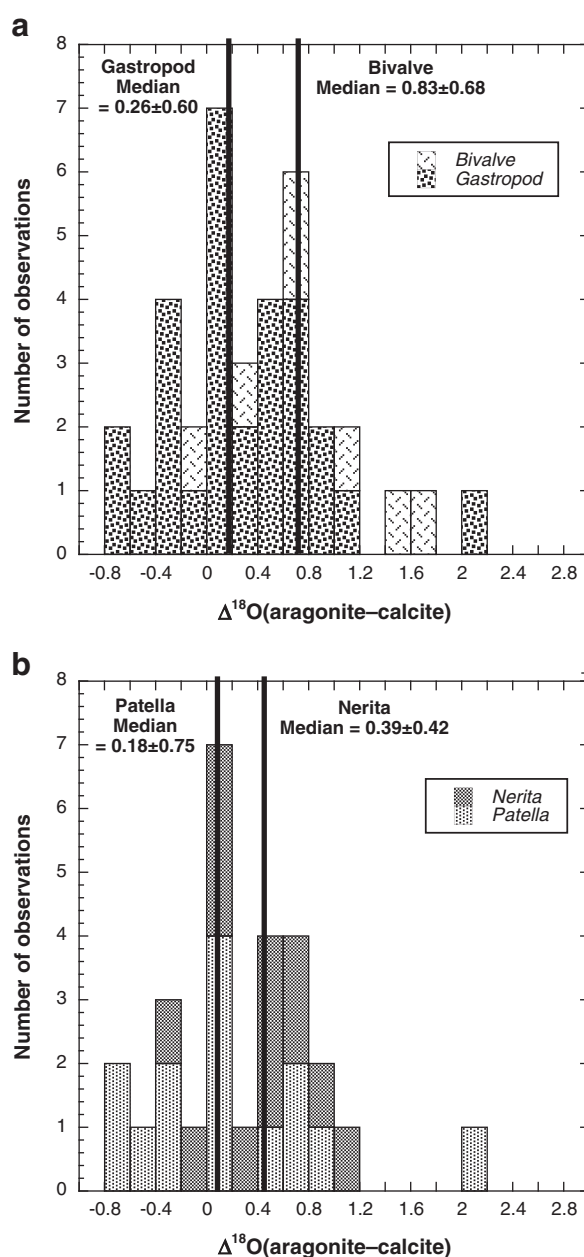 a
8
7
6
5
4
3
2
1
0
Number of observations
Gastropod
Median
= 0.26±0.60
Bivalve
Median = 0.83±0.68
Bivalve
Gastropod
-0.8 -0.4 0 0.4 0.8 1.2 1.6 2 2.4 2.8
Δ18O(aragonite–calcite)
b
8
7
6
5
4
3
2
1
0
Number of observations
Patella
Median
= 0.18±0.75
Nerita
Median = 0.39±0.42
Nerita
Patella
-0.8 -0.4 0 0.4 0.8 1.2 1.6 2 2.4 2.8
Δ18O(aragonite–calcite)